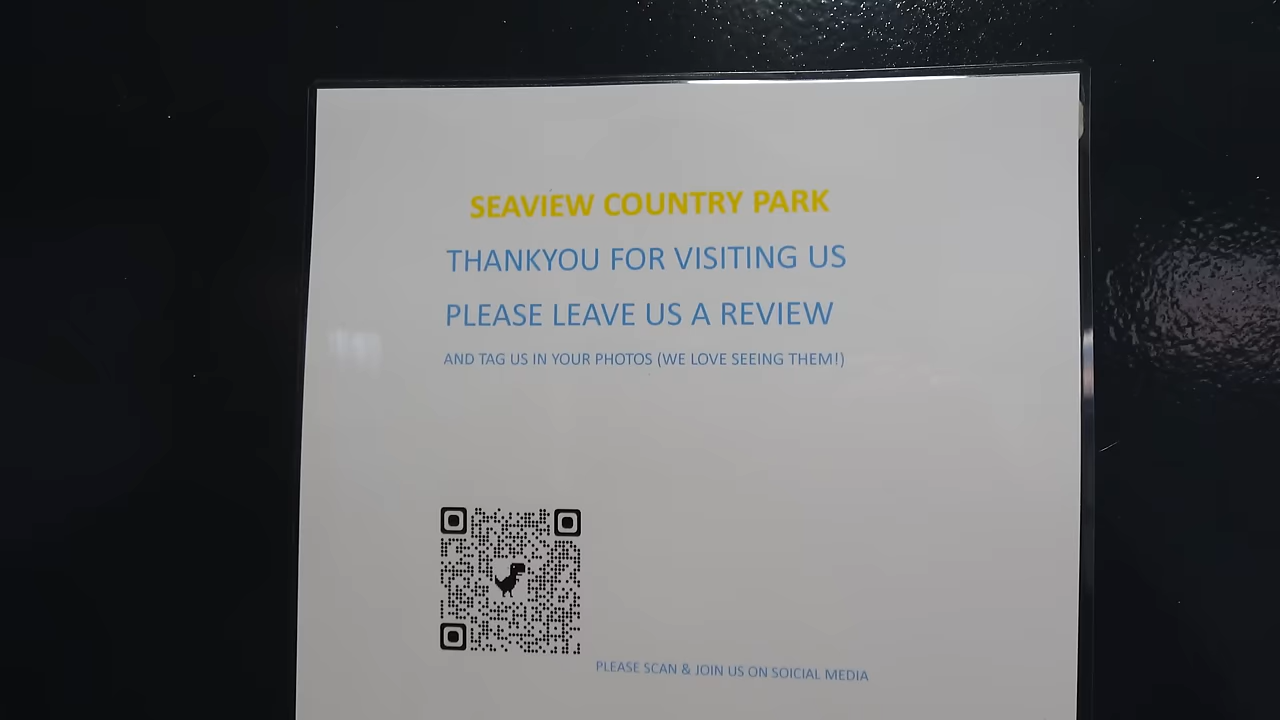 SEAVIEW COUNTRY PARK
THANKYOU FOR VISITING US
PLEASE LEAVE US A REVIEW
AND TAG US IN YOUR PHOTOS (WE LOVE SEEING THEM!)
PLEASE SCAN & JOIN US ON SOICIAL MEDIA